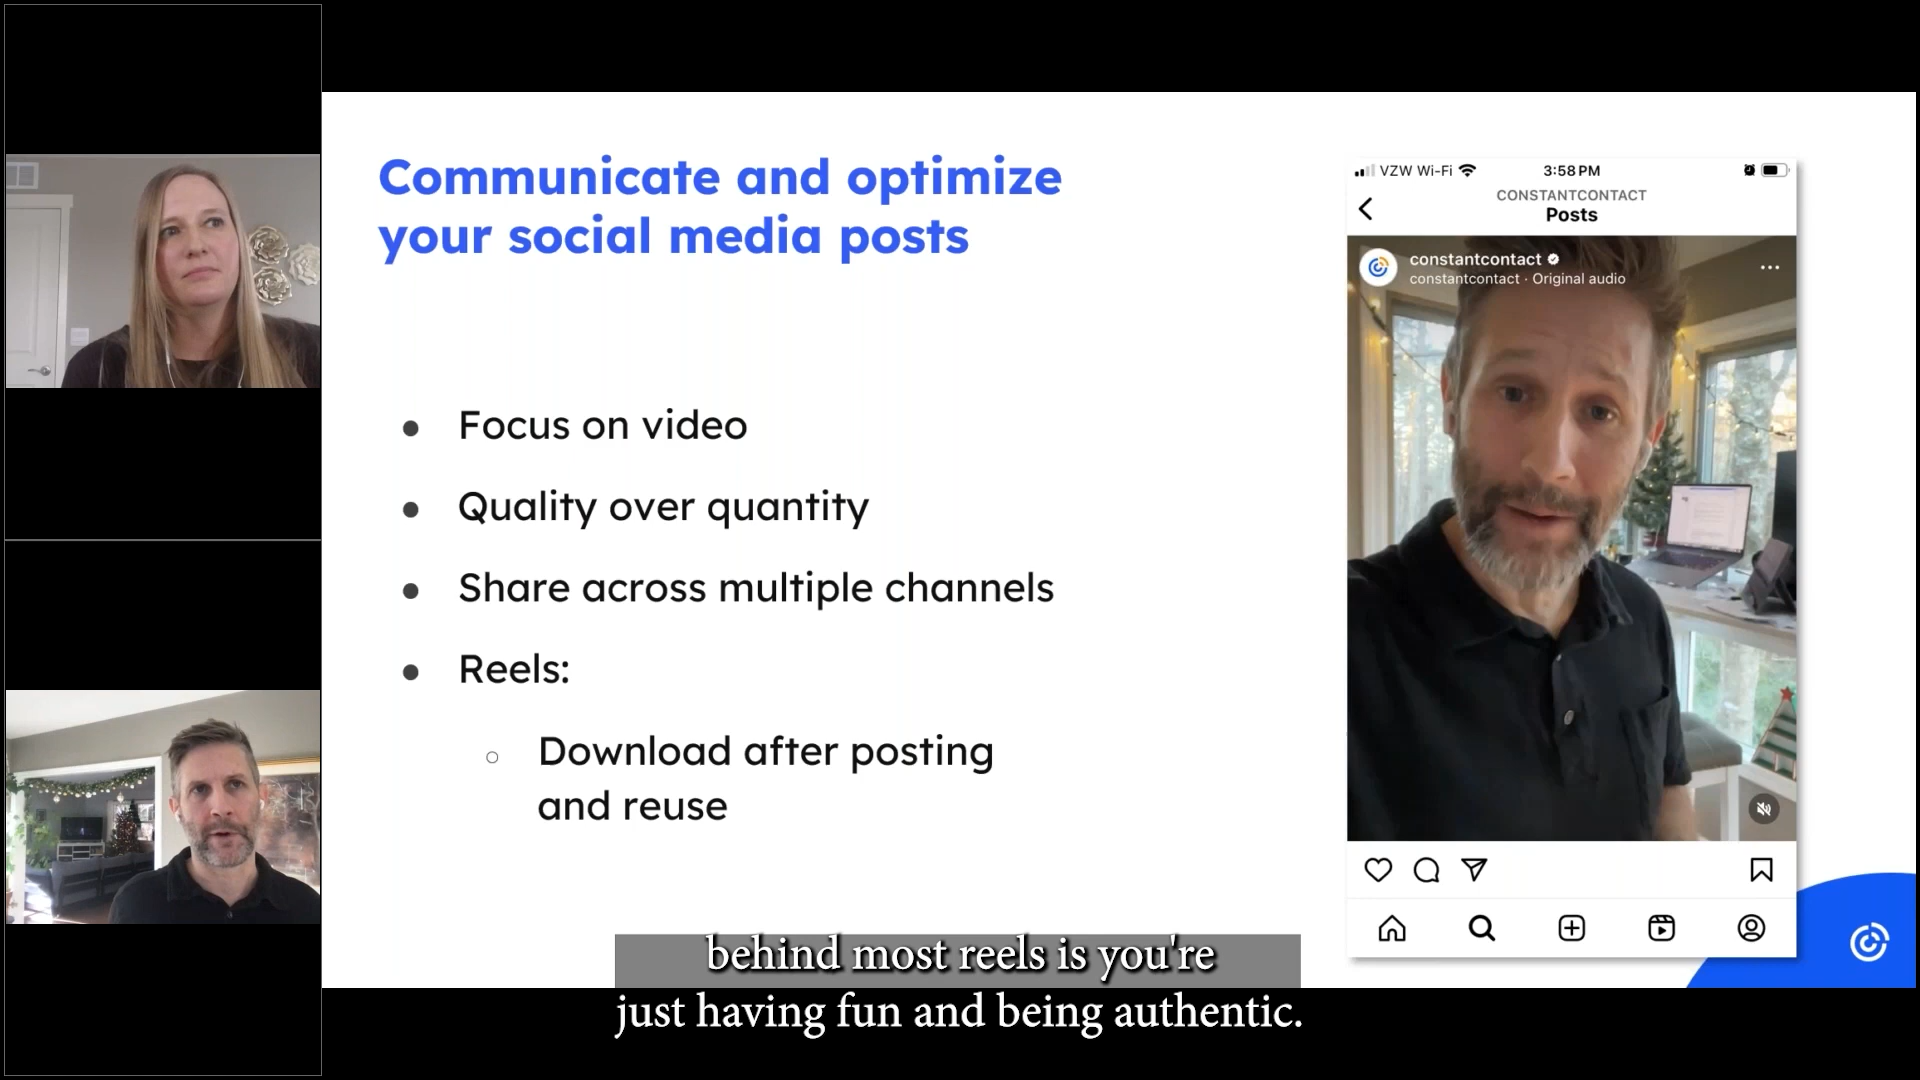 Communicate and optimize
your social media posts
Focus on video
Quality over quantity
Share across multiple channels
Reels:
Download after posting
and reuse
VZW Wi-Fi
3:58 PM
CONSTANTCONTACT
Posts
constantcontact
constantcontact · Original audio
behind most reels is you're
just having fun and being authentic.